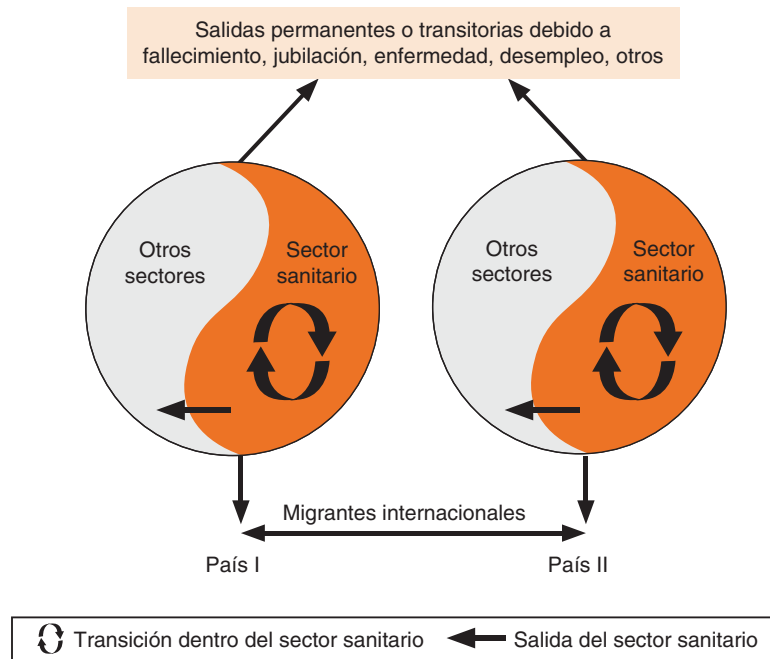 Salidas permanentes o transitorias debido a
fallecimiento, jubilación, enfermedad, desempleo, otros
Otros
sectores
Sector
sanitario
Otros
sectores
Sector
sanitario
Migrantes internacionales
País I
País II
Transición dentro del sector sanitario
Salida del sector sanitario